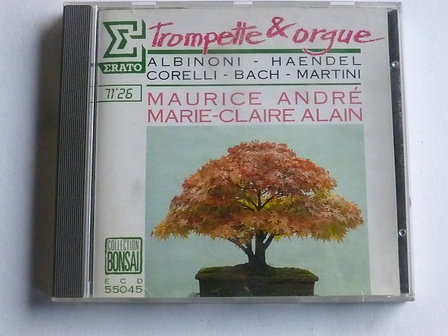 Trompette & orgue
ERATO
ALBINONI - HAENDEL
CORELLI - BACH - MARTINI
71'26
MAURICE ANDRÉ
MARIE-CLAIRE ALAIN
COLLECTION
BONSAI
ECD
55045